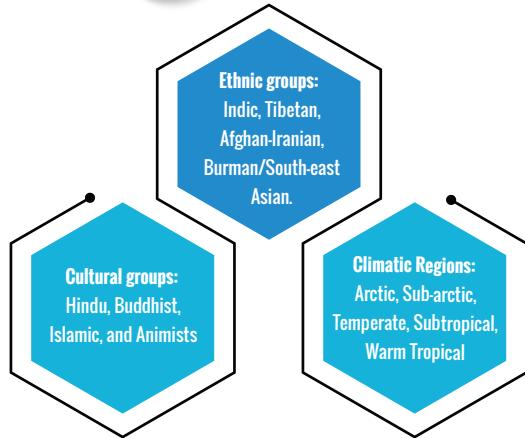 Ethnic groups:
Indic, Tibetan,
Afghan-Iranian,
Burman/South-east
Asian.
Cultural groups:
Hindu, Buddhist,
Islamic, and Animists
Climatic Regions:
Arctic, Sub-arctic,
Temperate, Subtropical,
Warm Tropical